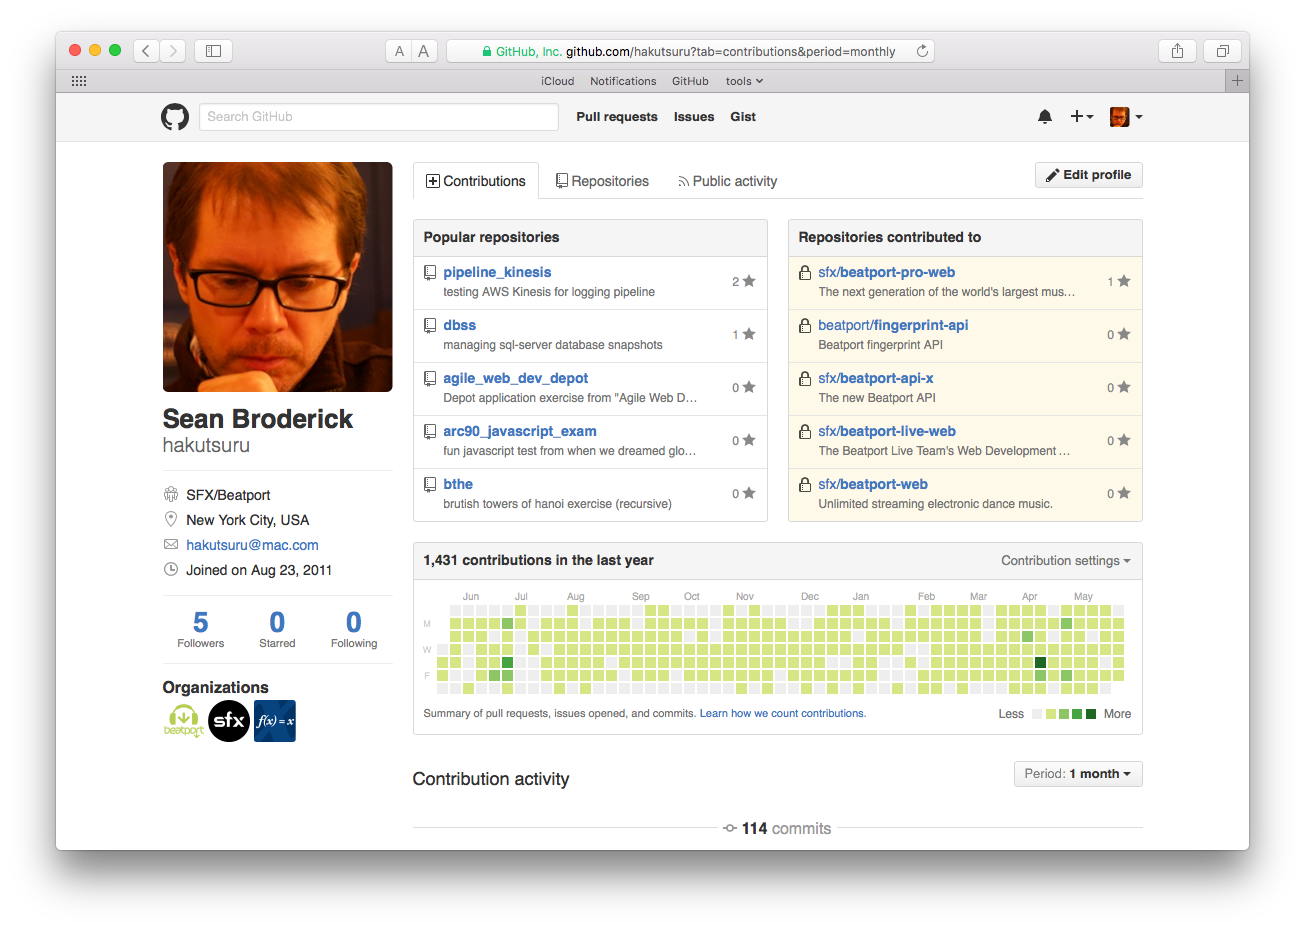 A A
GitHub, Inc. github.com/hakutsuru?tab=contributions&period=monthly
iCloud Notifications GitHub tools
Search GitHub
Pull requests Issues Gist
Contributions Repositories Public activity
Edit profile
Sean Broderick
hakutsuru
SFX/Beatport
New York City, USA
hakutsuru@mac.com
Joined on Aug 23, 2011
5 0 0
Followers Starred Following
Organizations
beatport sfx f(x) = x
Popular repositories
pipeline_kinesis
testing AWS Kinesis for logging pipeline
2
dbss
managing sql-server database snapshots
1
agile_web_dev_depot
Depot application exercise from "Agile Web D…
0
arc90_javascript_exam
fun javascript test from when we dreamed glo…
0
bthe
brutish towers of hanoi exercise (recursive)
0
Repositories contributed to
sfx/beatport-pro-web
The next generation of the world's largest mus…
1
beatport/fingerprint-api
Beatport fingerprint API
0
sfx/beatport-api-x
The new Beatport API
0
sfx/beatport-live-web
The Beatport Live Team's Web Development …
0
sfx/beatport-web
Unlimited streaming electronic dance music.
0
1,431 contributions in the last year
Contribution settings
Jun Jul Aug Sep Oct Nov Dec Jan Feb Mar Apr May
M
W
F
Summary of pull requests, issues opened, and commits. Learn how we count contributions.
Less More
Contribution activity
Period: 1 month
114 commits